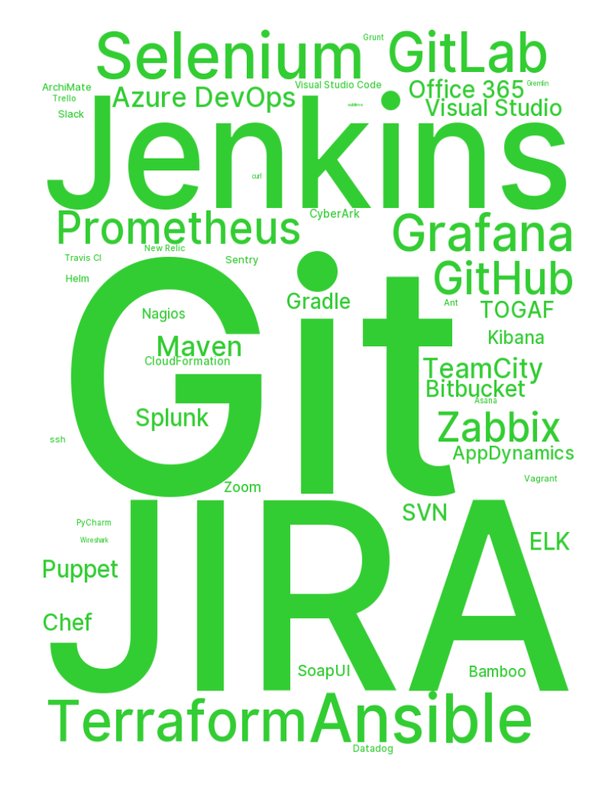 Selenium
Grunt
GitLab
ArchiMate
Visual Studio Code
Office 365
Gremlin
Trello
Azure DevOps
Visual Studio
Slack
Jenkins
curl
Prometheus
CyberArk
Grafana
New Relic
Travis CI
Sentry
GitHub
Helm
Git
Gradle
Ant
TOGAF
Nagios
Kibana
Maven
CloudFormation
TeamCity
Bitbucket
Asana
Splunk
Zabbix
ssh
AppDynamics
Vagrant
Zoom
SVN
PyCharm
Wireshark
ELK
JIRA
Puppet
Chef
SoapUI
Bamboo
Terraform
Ansible
Datadog